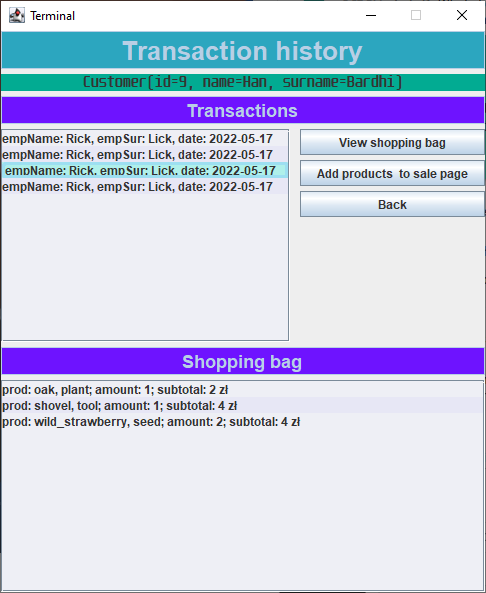 Terminal
Transaction history
Customer(id=9, name=Han, surname=Bardhi)
Transactions
empName: Rick, empSur: Lick, date: 2022-05-17
empName: Rick, empSur: Lick, date: 2022-05-17
empName: Rick, empSur: Lick, date: 2022-05-17
empName: Rick, empSur: Lick, date: 2022-05-17
View shopping bag
Add products to sale page
Back
Shopping bag
prod: oak, plant; amount: 1; subtotal: 2 zł
prod: shovel, tool; amount: 1; subtotal: 4 zł
prod: wild_strawberry, seed; amount: 2; subtotal: 4 zł